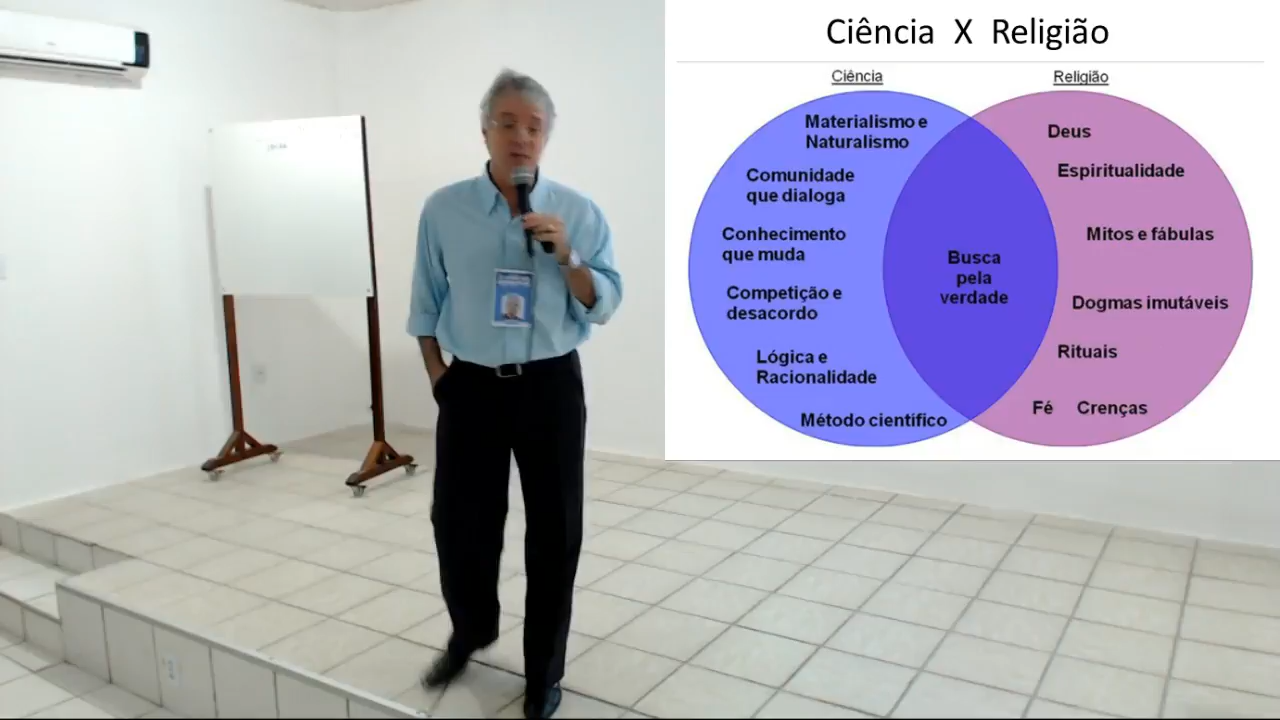 Ciência X Religião
Ciência
Religião
Materialismo e
Naturalismo
Comunidade
que dialoga
Conhecimento
que muda
Competição e
desacordo
Lógica e
Racionalidade
Método científico
Busca
pela
verdade
Deus
Espiritualidade
Mitos e fábulas
Dogmas imutáveis
Rituais
Fé Crenças